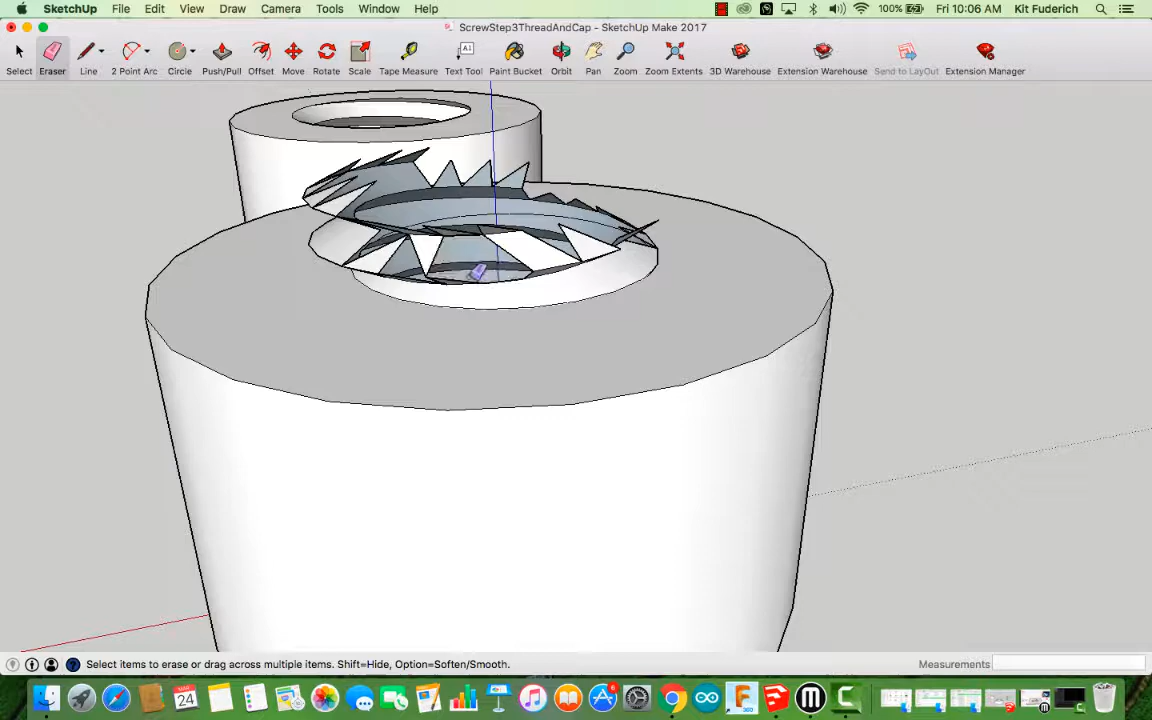 SketchUp File Edit View Draw Camera Tools Window Help 100% Fri 10:06 AM Kit Fuderich
ScrewStep3ThreadAndCap - SketchUp Make 2017
A1
Select Eraser Line 2 Point Arc Circle Push/Pull Offset Move Rotate Scale Tape Measure Text Tool Paint Bucket Orbit Pan Zoom Zoom Extents 3D Warehouse Extension Warehouse Send to LayOut Extension Manager
Select items to erase or drag across multiple items. Shift=Hide, Option=Soften/Smooth. Measurements
24